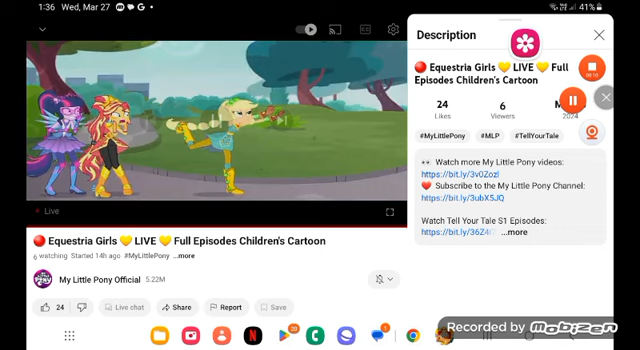 1:36 Wed, Mar 27
41%
Description
🔴 Equestria Girls 💛 LIVE 💛 Full
Episodes Children's Cartoon
24
6
Likes
Viewers
2024
#MyLittlePony
#MLP
#TellYourTale
👀 Watch more My Little Pony videos:
https://bit.ly/3v0Zozl
❤️ Subscribe to the My Little Pony Channel:
https://bit.ly/3ubX5JQ
Watch Tell Your Tale S1 Episodes:
...more
Live
🔴 Equestria Girls 💛 LIVE 💛 Full Episodes Children's Cartoon
6 watching Started 14h ago #MyLittlePony ...more
My Little Pony Official 5.22M
24
Live chat
Share
Report
Save
Recorded by Mobizen